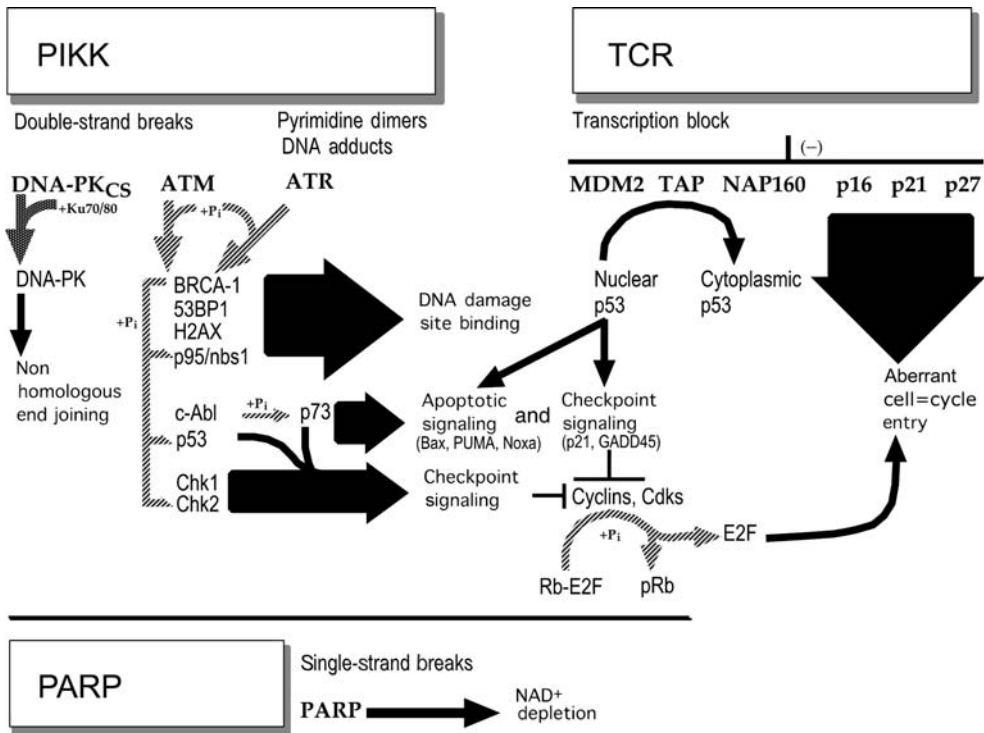 PIKK
Double-strand breaks
Pyrimidine dimers
DNA adducts
DNA-PKCS
ATM
ATR
+Ku70/80
+Pi
DNA-PK
Non
homologous
end joining
+Pi
BRCA-1
53BP1
H2AX
p95/nbs1
DNA damage
site binding
c-Abl
+Pi
p73
p53
Chk1
Chk2
Apoptotic
signaling
(Bax, PUMA, Noxa)
and
Checkpoint
signaling
(p21, GADD45)
Checkpoint
signaling
Cyclins, Cdks
+Pi
Rb-E2F
pRb
E2F
TCR
Transcription block
(-)
MDM2 TAP NAP160 p16 p21 p27
Nuclear
p53
Cytoplasmic
p53
Aberrant
cell=cycle
entry
PARP
Single-strand breaks
PARP
NAD+
depletion